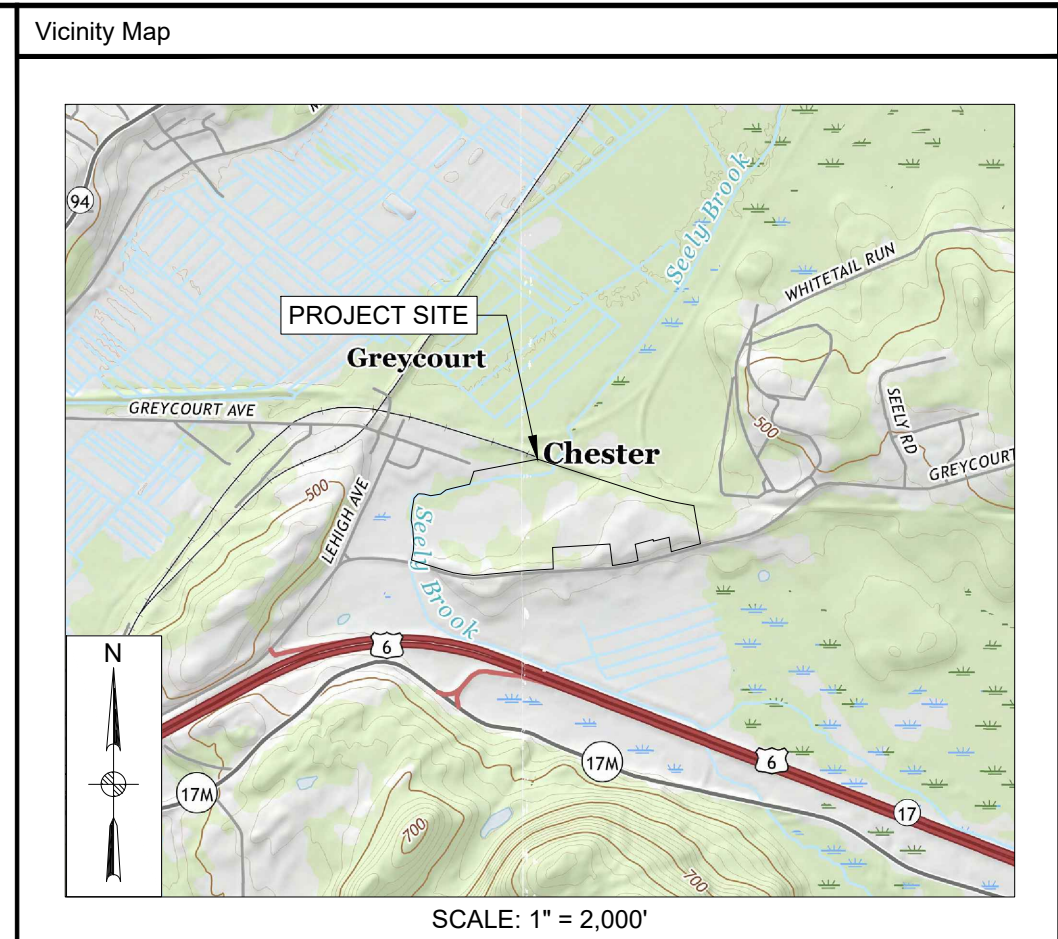 Vicinity Map
94
Seely Brook
WHITETAIL RUN
PROJECT SITE
Greycourt
GREYCOURT AVE
SEELY RD
500
Chester
GREYCOURT
500
LEHIGH AVE
Seely Brook
6
N
17M
6
17M
17
700
700
SCALE: 1" = 2,000'